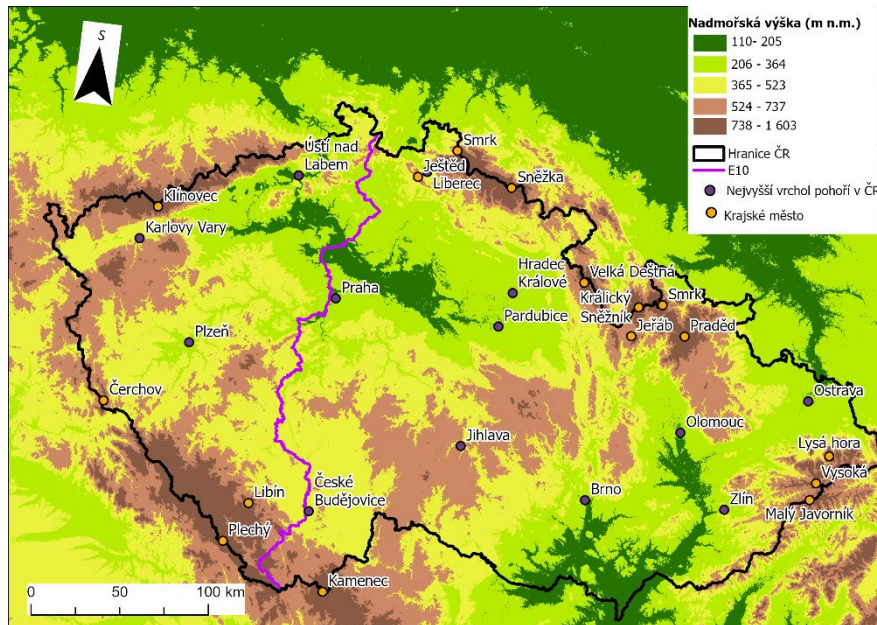 Nadmořská výška (m n.m.)
110- 205
206 - 364
365 - 523
524 - 737
738 - 1 603
Hranice ČR
E10
Nejvyšší vrchol pohoří v ČR
Krajské město
S
Smrk
Ústí nad
Labem
Ještěd
Liberec
Sněžka
Klínovec
Karlovy Vary
Hradec
Králové
Velká Deštná
Praha
Králický
Sněžník
Smrk
Pardubice
Jeřáb
Praděd
Plzeň
Čerchov
Ostrava
Olomouc
Jihlava
Lysá hora
Vysoká
České
Budějovice
Libín
Brno
Zlín
Malý Javorník
Plechý
Kamenec
0 50 100 km